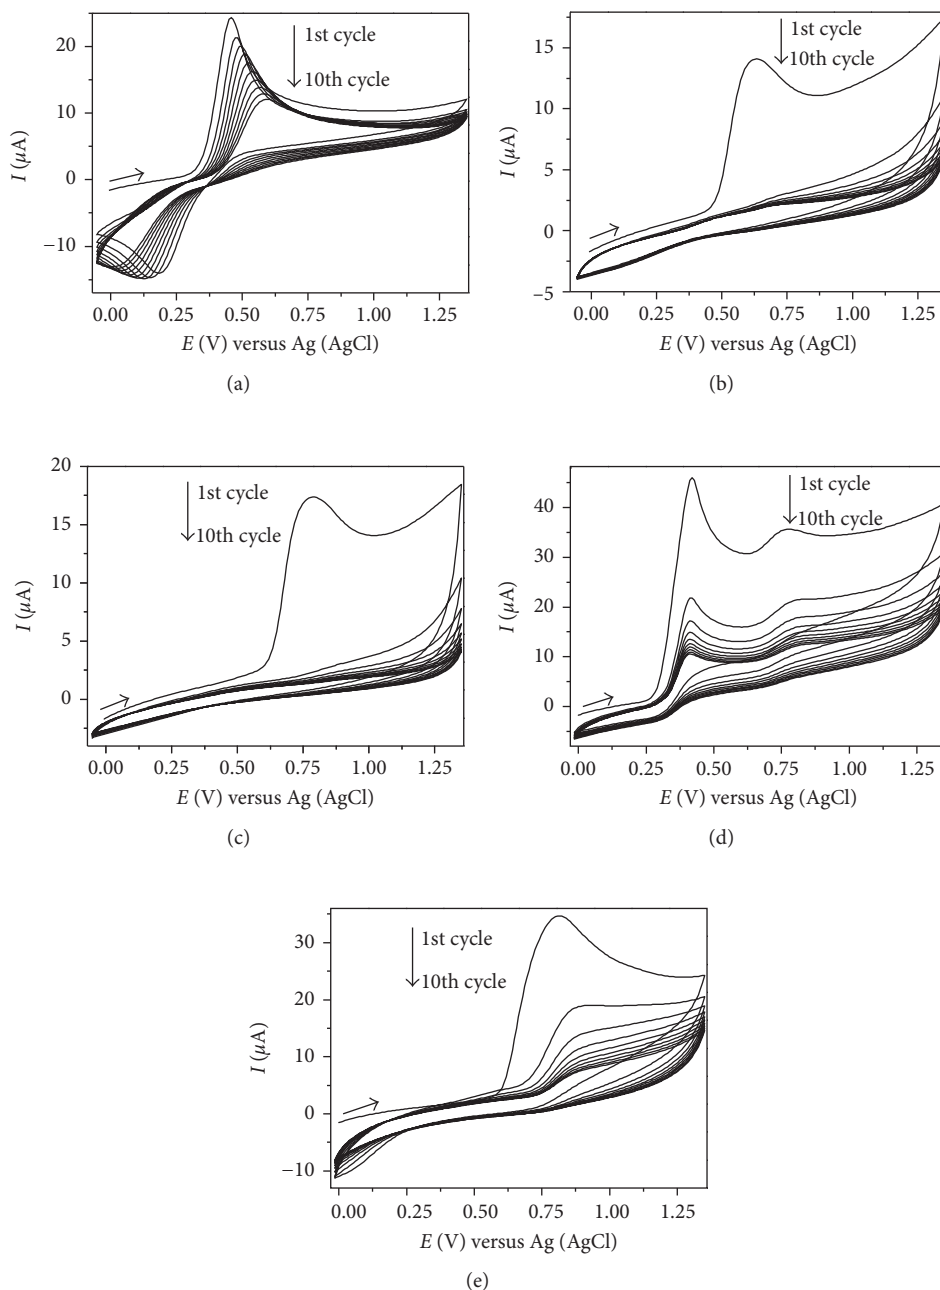 20
10
0
−10
I (μA)
1st cycle
10th cycle
0.00 0.25 0.50 0.75 1.00 1.25
E (V) versus Ag (AgCl)
(a)
15
10
5
0
−5
I (μA)
1st cycle
10th cycle
0.00 0.25 0.50 0.75 1.00 1.25
E (V) versus Ag (AgCl)
(b)
20
15
10
5
0
I (μA)
1st cycle
10th cycle
0.00 0.25 0.50 0.75 1.00 1.25
E (V) versus Ag (AgCl)
(c)
40
30
20
10
0
I (μA)
1st cycle
10th cycle
0.00 0.25 0.50 0.75 1.00 1.25
E (V) versus Ag (AgCl)
(d)
30
20
10
0
−10
I (μA)
1st cycle
10th cycle
0.00 0.25 0.50 0.75 1.00 1.25
E (V) versus Ag (AgCl)
(e)